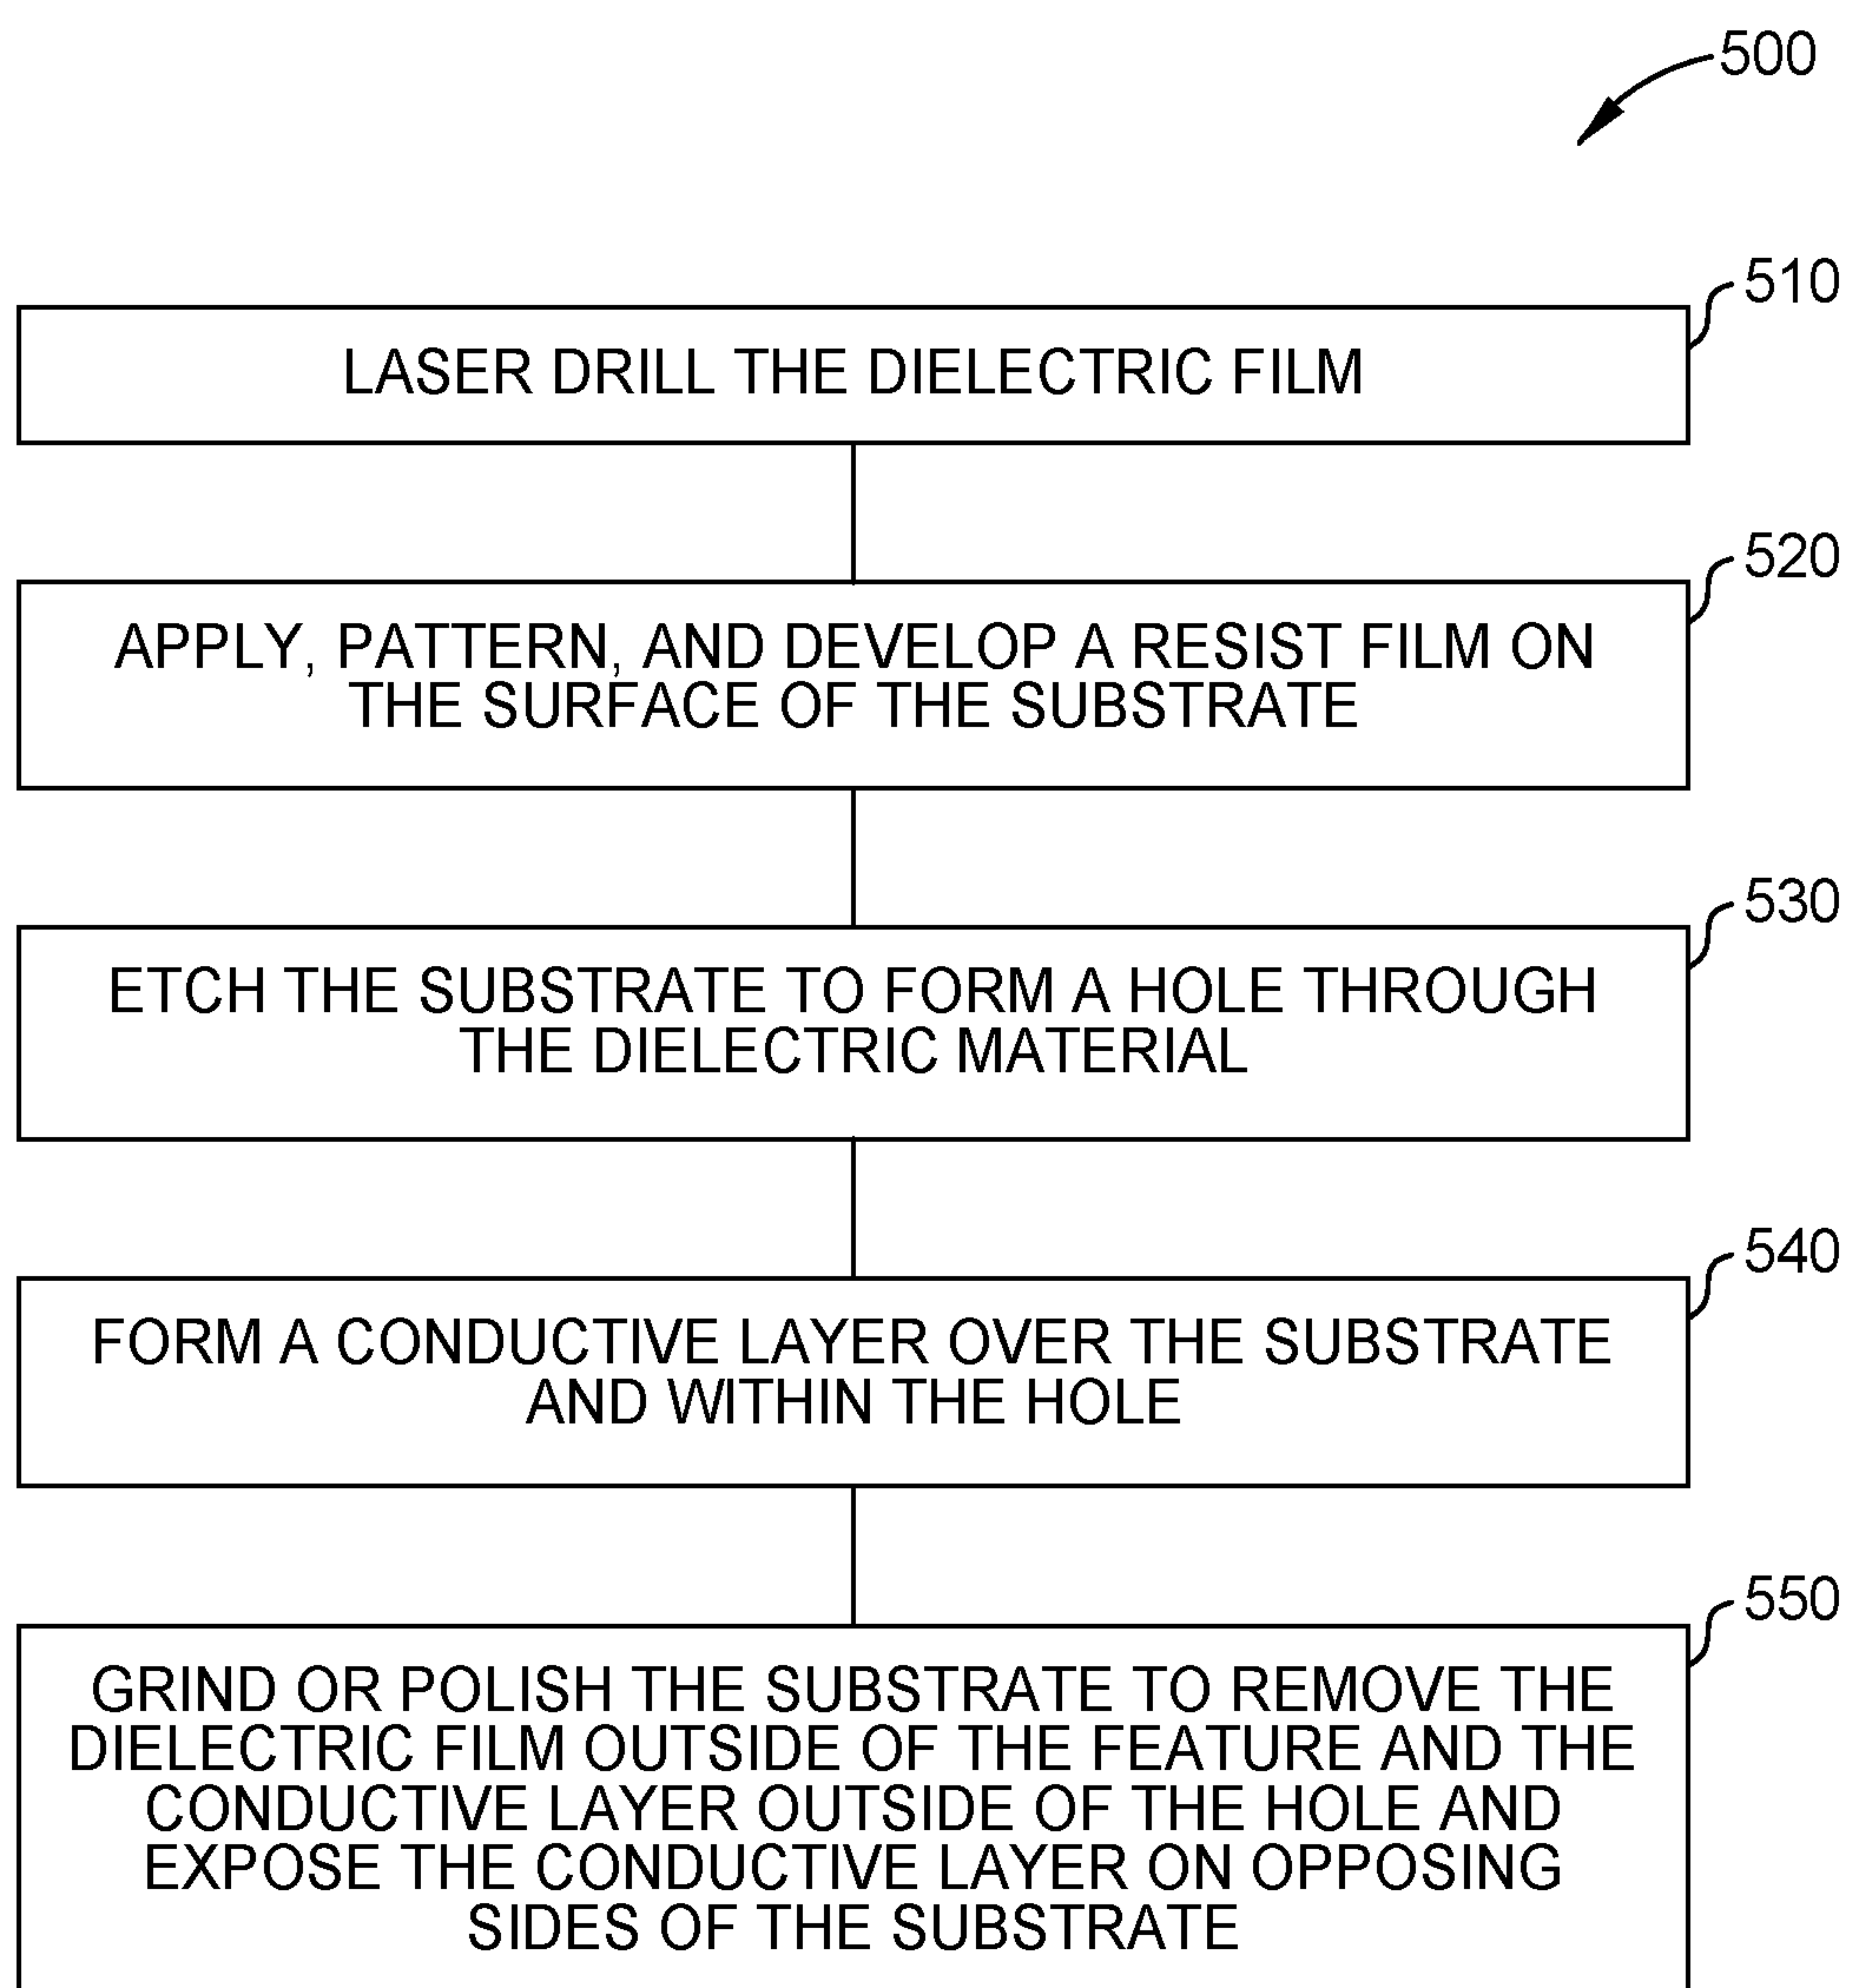 500
510
LASER DRILL THE DIELECTRIC FILM
520
APPLY, PATTERN, AND DEVELOP A RESIST FILM ON
THE SURFACE OF THE SUBSTRATE
530
ETCH THE SUBSTRATE TO FORM A HOLE THROUGH
THE DIELECTRIC MATERIAL
540
FORM A CONDUCTIVE LAYER OVER THE SUBSTRATE
AND WITHIN THE HOLE
550
GRIND OR POLISH THE SUBSTRATE TO REMOVE THE
DIELECTRIC FILM OUTSIDE OF THE FEATURE AND THE
CONDUCTIVE LAYER OUTSIDE OF THE HOLE AND
EXPOSE THE CONDUCTIVE LAYER ON OPPOSING
SIDES OF THE SUBSTRATE